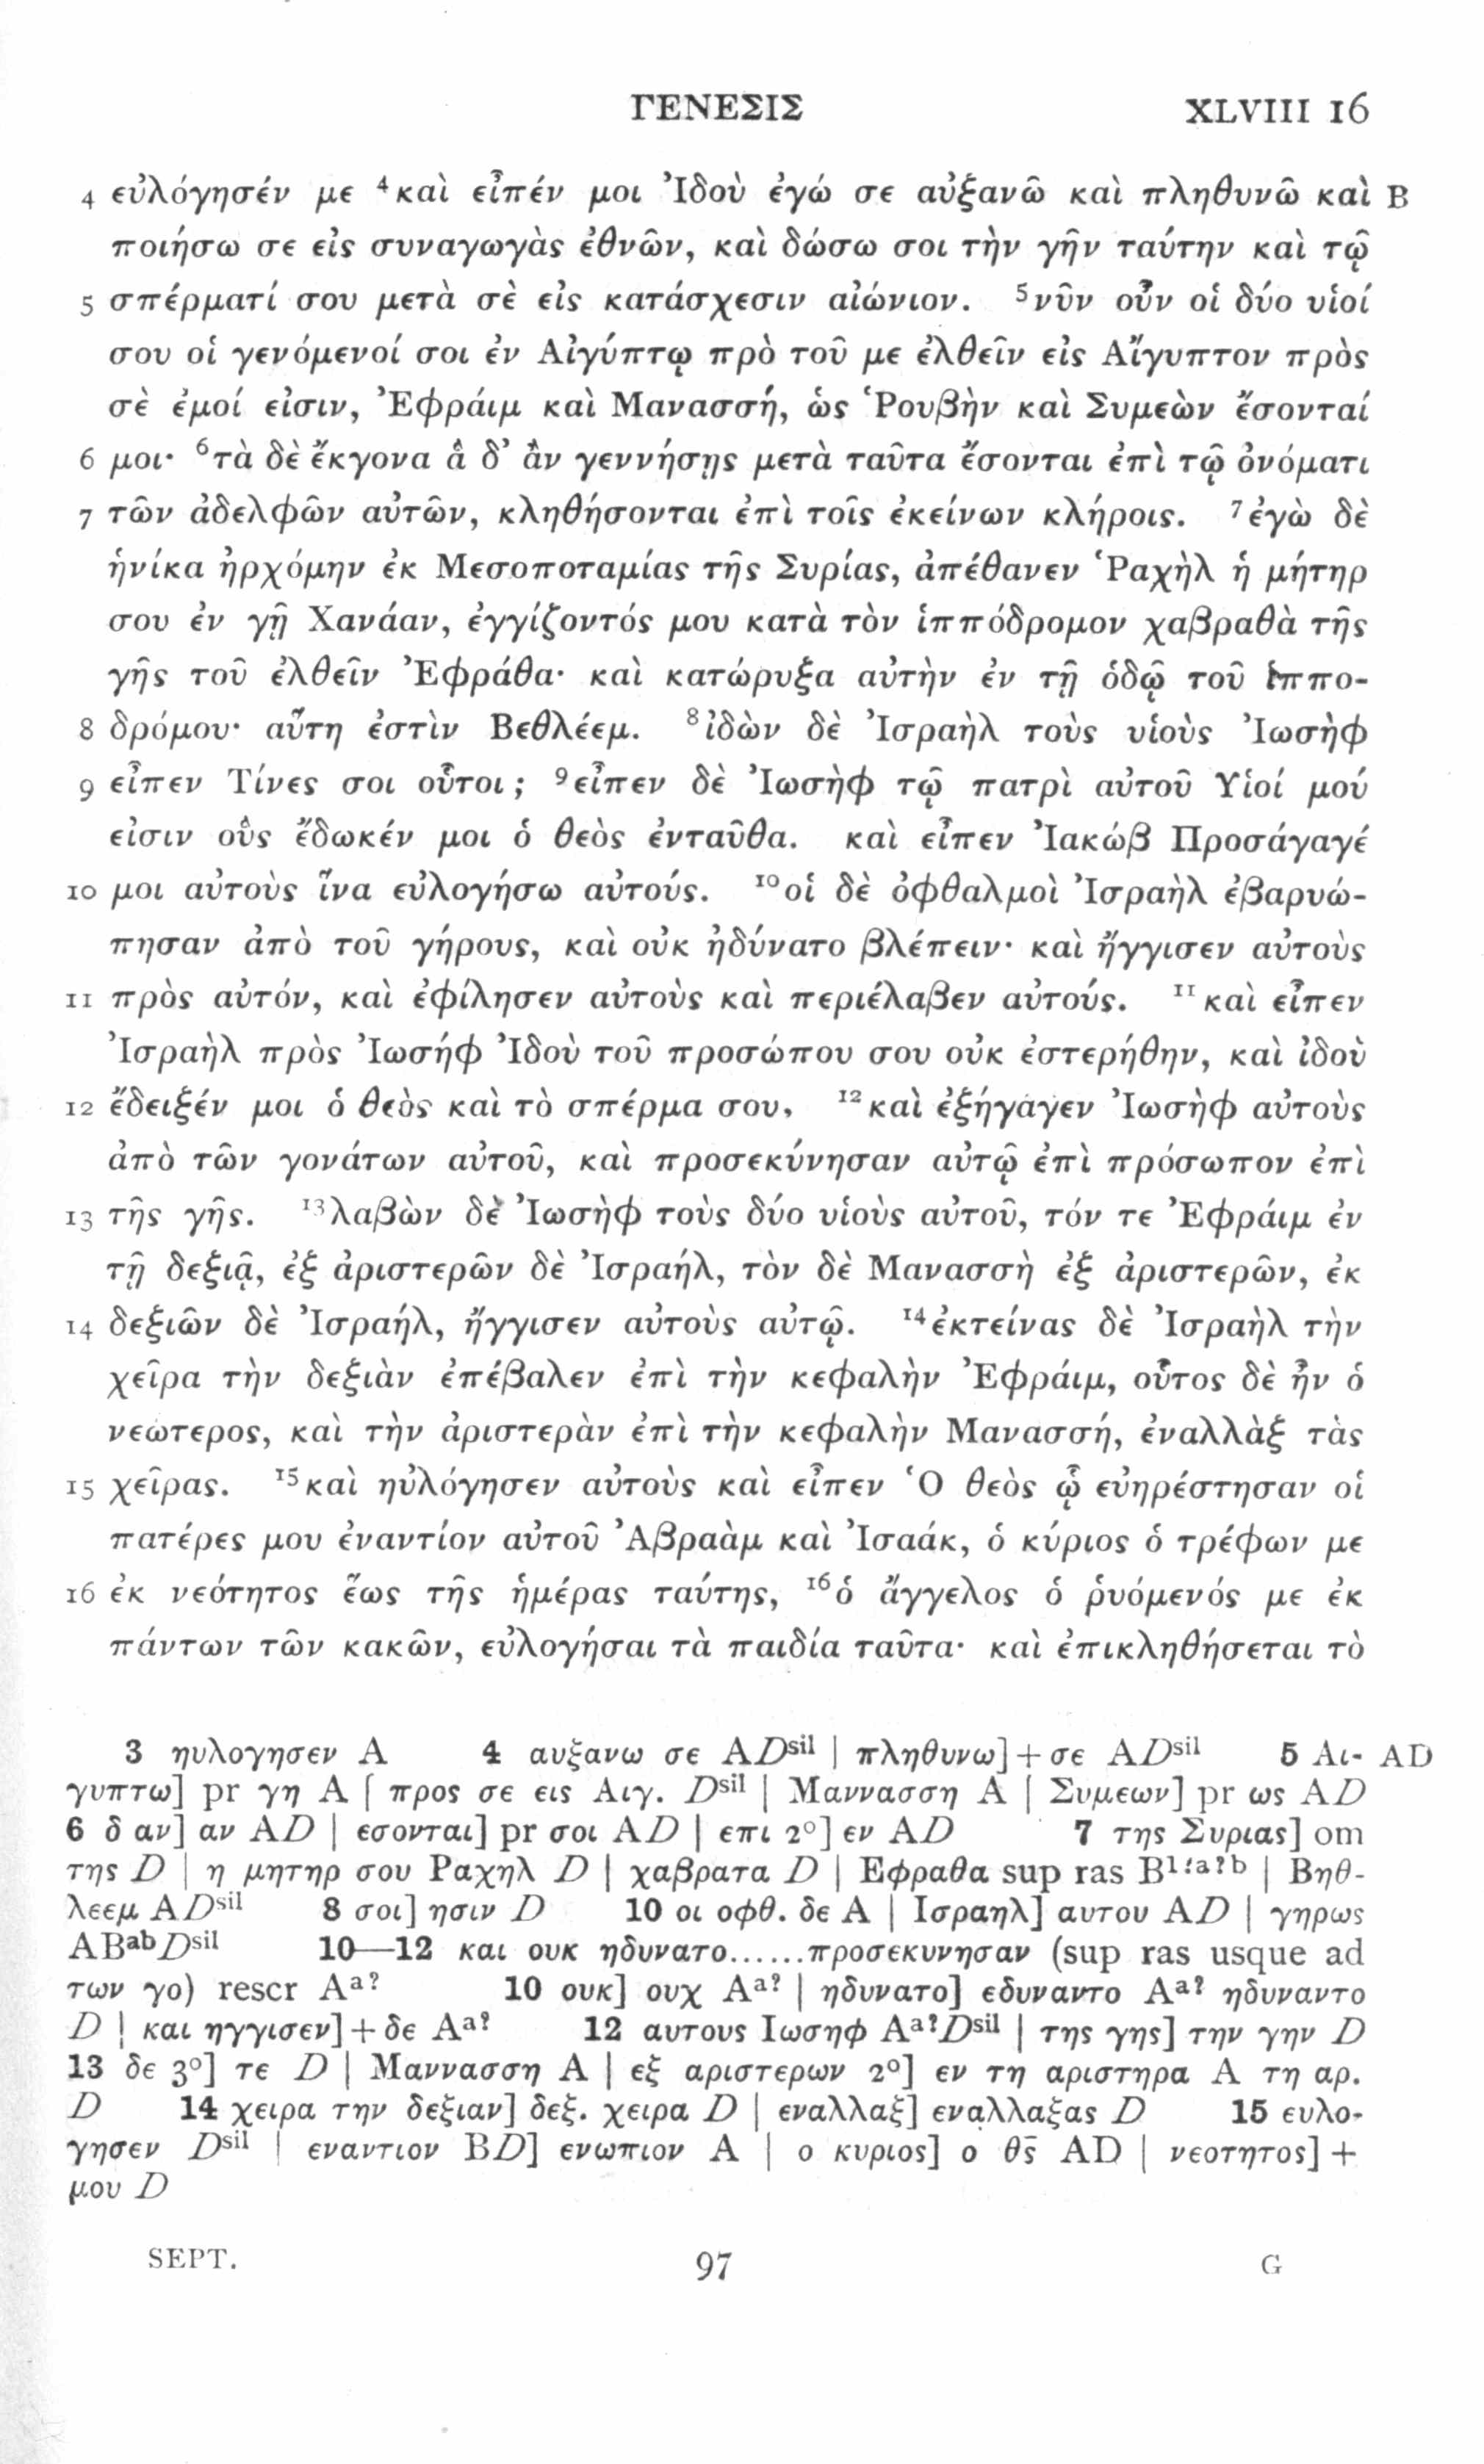 ΓΕΝΕΣΙΣ XLVIII 16
4 εὐλόγησέν με ⁴καὶ εἶπέν μοι Ἰδοὺ ἐγώ σε αὐξανῶ καὶ πληθυνῶ καὶ B
ποιήσω σε εἰς συναγωγὰς ἐθνῶν, καὶ δώσω σοι τὴν γῆν ταύτην καὶ τῷ
5 σπέρματί σου μετὰ σὲ εἰς κατάσχεσιν αἰώνιον. ⁵νῦν οὖν οἱ δύο υἱοί
σου οἱ γενόμενοί σοι ἐν Αἰγύπτῳ πρὸ τοῦ με ἐλθεῖν εἰς Αἴγυπτον πρὸς
σὲ ἐμοί εἰσιν, Ἐφράιμ καὶ Μανασσή, ὡς Ῥουβὴν καὶ Συμεὼν ἔσονταί
6 μοι· ⁶τὰ δὲ ἔκγονα ἃ δ’ ἂν γεννήσῃς μετὰ ταῦτα ἔσονται ἐπὶ τῷ ὀνόματι
7 τῶν ἀδελφῶν αὐτῶν, κληθήσονται ἐπὶ τοῖς ἐκείνων κλήροις. ⁷ἐγὼ δὲ
ἡνίκα ἠρχόμην ἐκ Μεσοποταμίας τῆς Συρίας, ἀπέθανεν Ῥαχὴλ ἡ μήτηρ
σου ἐν γῇ Χανάαν, ἐγγίζοντός μου κατὰ τὸν ἱππόδρομον χαβραθὰ τῆς
γῆς τοῦ ἐλθεῖν Ἐφράθα· καὶ κατώρυξα αὐτὴν ἐν τῇ ὁδῷ τοῦ ἱππο-
8 δρόμου· αὕτη ἐστὶν Βεθλέεμ. ⁸ἰδὼν δὲ Ἰσραὴλ τοὺς υἱοὺς Ἰωσὴφ
9 εἶπεν Τίνες σοι οὗτοι; ⁹εἶπεν δὲ Ἰωσὴφ τῷ πατρὶ αὐτοῦ Υἱοί μού
εἰσιν οὓς ἔδωκέν μοι ὁ θεὸς ἐνταῦθα. καὶ εἶπεν Ἰακώβ Προσάγαγέ
10 μοι αὐτοὺς ἵνα εὐλογήσω αὐτούς. ¹⁰οἱ δὲ ὀφθαλμοὶ Ἰσραὴλ ἐβαρυώ-
πησαν ἀπὸ τοῦ γήρους, καὶ οὐκ ἠδύνατο βλέπειν· καὶ ἤγγισεν αὐτοὺς
11 πρὸς αὐτόν, καὶ ἐφίλησεν αὐτοὺς καὶ περιέλαβεν αὐτούς. ¹¹καὶ εἶπεν
Ἰσραὴλ πρὸς Ἰωσήφ Ἰδοὺ τοῦ προσώπου σου οὐκ ἐστερήθην, καὶ ἰδοὺ
12 ἔδειξέν μοι ὁ θεὸς καὶ τὸ σπέρμα σου. ¹²καὶ ἐξήγαγεν Ἰωσὴφ αὐτοὺς
ἀπὸ τῶν γονάτων αὐτοῦ, καὶ προσεκύνησαν αὐτῷ ἐπὶ πρόσωπον ἐπὶ
13 τῆς γῆς. ¹³λαβὼν δὲ Ἰωσὴφ τοὺς δύο υἱοὺς αὐτοῦ, τόν τε Ἐφράιμ ἐν
τῇ δεξιᾷ, ἐξ ἀριστερῶν δὲ Ἰσραήλ, τὸν δὲ Μανασσὴ ἐξ ἀριστερῶν, ἐκ
14 δεξιῶν δὲ Ἰσραήλ, ἤγγισεν αὐτοὺς αὐτῷ. ¹⁴ἐκτείνας δὲ Ἰσραὴλ τὴν
χεῖρα τὴν δεξιὰν ἐπέβαλεν ἐπὶ τὴν κεφαλὴν Ἐφράιμ, οὗτος δὲ ἦν ὁ
νεώτερος, καὶ τὴν ἀριστερὰν ἐπὶ τὴν κεφαλὴν Μανασσή, ἐναλλὰξ τὰς
15 χεῖρας. ¹⁵καὶ ηὐλόγησεν αὐτοὺς καὶ εἶπεν Ὁ θεὸς ᾧ εὐηρέστησαν οἱ
πατέρες μου ἐναντίον αὐτοῦ Ἀβραὰμ καὶ Ἰσαάκ, ὁ κύριος ὁ τρέφων με
16 ἐκ νεότητος ἕως τῆς ἡμέρας ταύτης, ¹⁶ὁ ἄγγελος ὁ ῥυόμενός με ἐκ
πάντων τῶν κακῶν, εὐλογήσαι τὰ παιδία ταῦτα· καὶ ἐπικληθήσεται τὸ
3 ηυλογησεν A 4 αυξανω σε ADˢⁱˡ | πληθυνω]+σε ADˢⁱˡ 5 Αι- AD
γυπτω] pr γη A | προς σε εις Αιγ. Dˢⁱˡ | Μαννασση A | Συμεων] pr ως AD
6 δ αν] αν AD | εσονται] pr σοι AD | επι 2°] εν AD 7 της Συριας] om
της D | η μητηρ σου Ραχηλ D | χαβρατα D | Εφραθα sup ras B¹ᵎᵃˀᵇ | Βηθ-
λεεμ ADˢⁱˡ 8 σοι] ησιν D 10 οι οφθ. δε A | Ισραηλ] αυτου AD | γηρως
ABᵃᵇDˢⁱˡ 10—12 και ουκ ηδυνατο......προσεκυνησαν (sup ras usque ad
των γο) rescr Aᵃ? 10 ουκ] ουχ Aᵃ? | ηδυνατο] εδυναντο Aᵃ? ηδυναντο
D | και ηγγισεν]+δε Aᵃ? 12 αυτους Ιωσηφ Aᵃ?Dˢⁱˡ | της γης] την γην D
13 δε 3°] τε D | Μαννασση A | εξ αριστερων 2°] εν τη αριστηρα A τη αρ.
D 14 χειρα την δεξιαν] δεξ. χειρα D | εναλλαξ] εναλλαξας D 15 ευλο-
γησεν Dˢⁱˡ | εναντιον BD] ενωπιον A | ο κυριος] ο θς̄ AD | νεοτητος]+
μου D
SEPT. 97 G